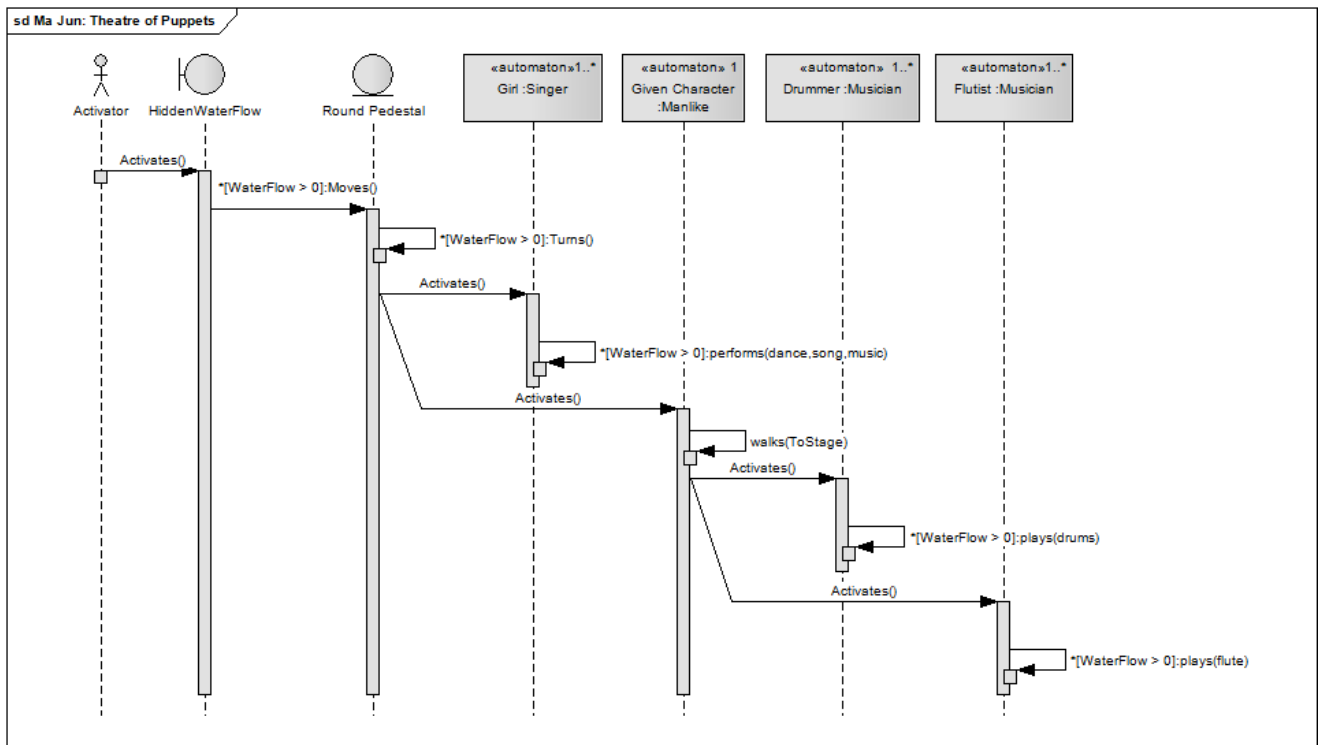 sd Ma Jun: Theatre of Puppets
Activator
HiddenWaterFlow
Round Pedestal
«automaton»1..*
Girl :Singer
«automaton» 1
Given Character
:Manlike
«automaton» 1..*
Drummer :Musician
«automaton»1..*
Flutist :Musician
Activates()
*[WaterFlow > 0]:Moves()
*[WaterFlow > 0]:Turns()
Activates()
*[WaterFlow > 0]:performs(dance,song,music)
Activates()
walks(ToStage)
Activates()
*[WaterFlow > 0]:plays(drums)
Activates()
*[WaterFlow > 0]:plays(flute)